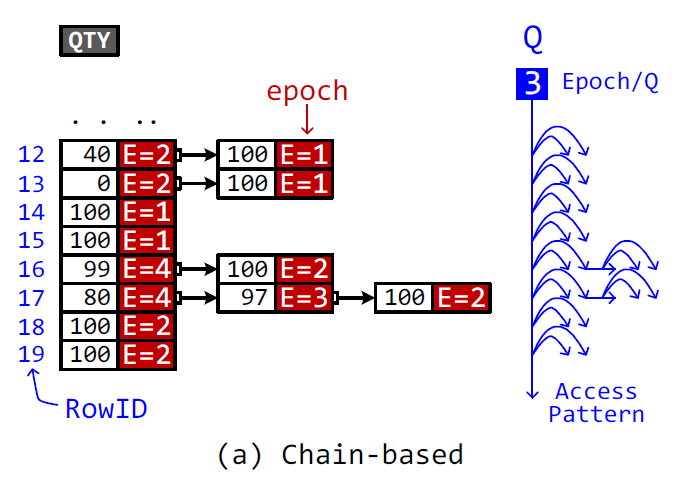 QTY
Q
3 Epoch/Q
epoch
. . ..
12 40 E=2 100 E=1
13 0 E=2 100 E=1
14 100 E=1
15 100 E=1
16 99 E=4 100 E=2
17 80 E=4 97 E=3 100 E=2
18 100 E=2
19 100 E=2
RowID
Access
Pattern
(a) Chain-based